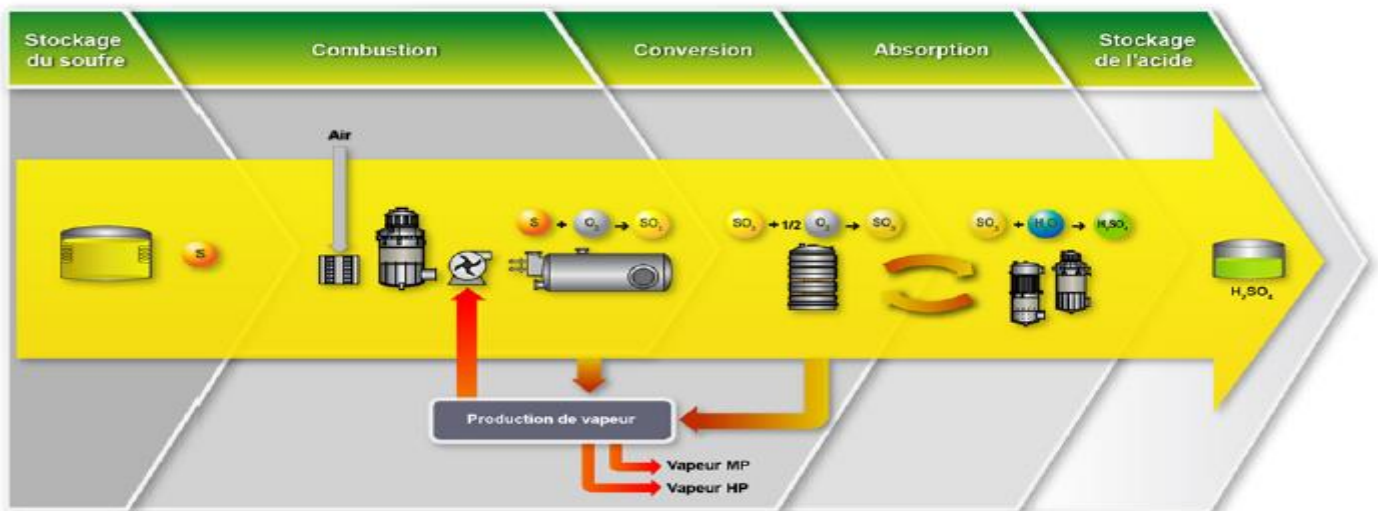 Stockage
du soufre
Combustion
Conversion
Absorption
Stockage
de l'acide
Air
S
S + O₂ → SO₂
SO₂ + 1/2 O₂ → SO₃
SO₃ + H₂O → H₂SO₄
H₂SO₄
Production de vapeur
Vapeur MP
Vapeur HP